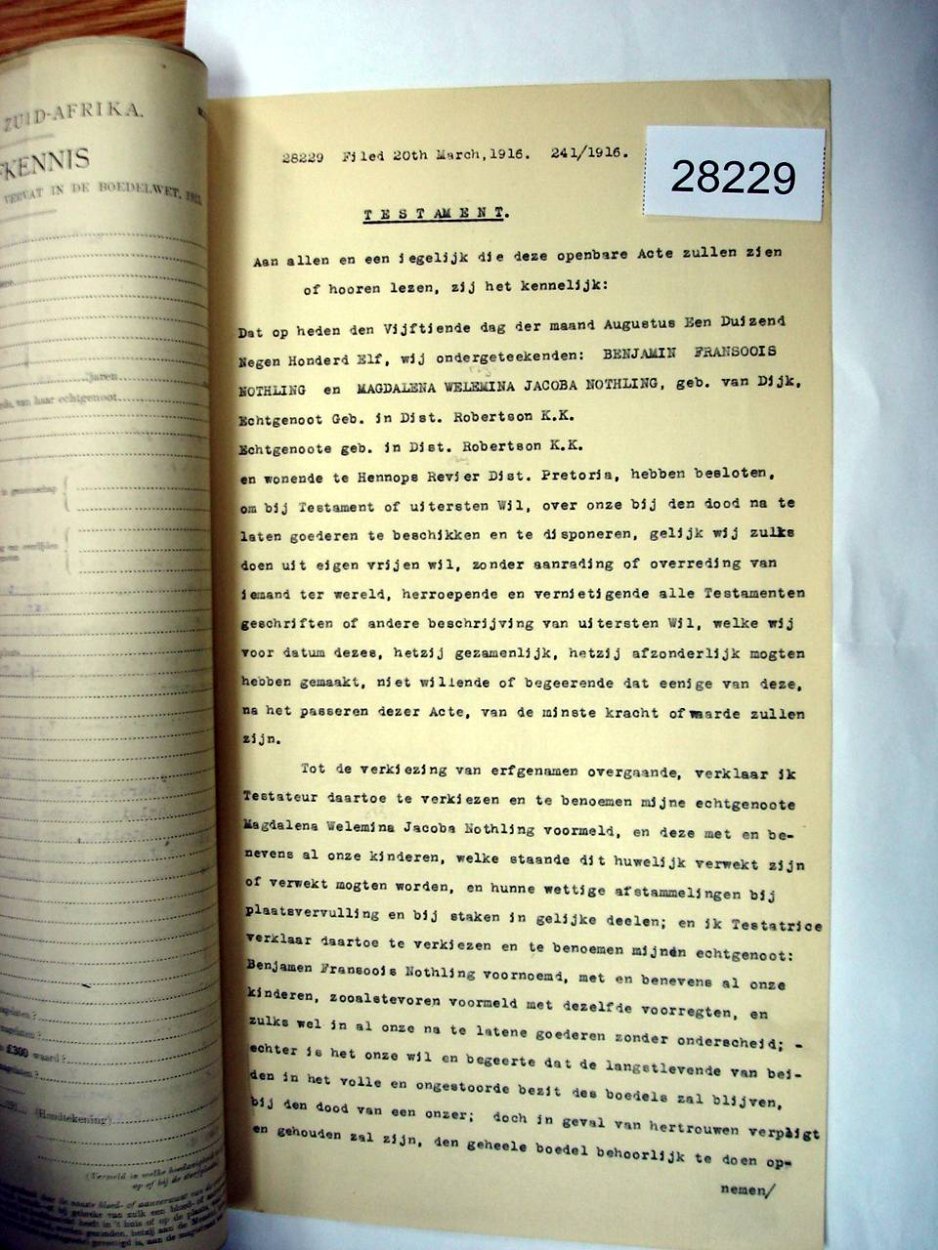 ZUID-AFRIKA.
KENNIS
VERVAT IN DE BOEDELWET, 1913.
jaren
van haar echtgenoot
£300 waard?
(Handtekening)
28229 Filed 20th March,1916. 241/1916.
28229
TESTAMENT.
Aan allen en een iegelijk die deze openbare Acte zullen zien
of hooren lezen, zij het kennelijk:
Dat op heden den Vijftiende dag der maand Augustus Een Duizend
Negen Honderd Elf, wij ondergeteekenden: BENJAMIN FRANSOOIS
NOTHLING en MAGDALENA WELEMINA JACOBA NOTHLING, geb. van Dijk,
Echtgenoot Geb. in Dist. Robertson K.K.
Echtgenoote geb. in Dist. Robertson K.K.
en wonende te Hennops Revier Dist. Pretoria, hebben besloten,
om bij Testament of uitersten Wil, over onze bij den dood na te
laten goederen te beschikken en te disponeren, gelijk wij zulks
doen uit eigen vrijen wil, zonder aanrading of overreding van
iemand ter wereld, herroepende en vernietigende alle Testamenten
geschriften of andere beschrijving van uitersten Wil, welke wij
voor datum dezes, hetzij gezamenlijk, hetzij afzonderlijk mogten
hebben gemaakt, niet willende of begeerende dat eenige van deze,
na het passeren dezer Acte, van de minste kracht of waarde zullen
zijn.
Tot de verkiezing van erfgenamen overgaande, verklaar ik
Testateur daartoe te verkiezen en te benoemen mijne echtgenoote
Magdalena Welemina Jacoba Nothling voormeld, en deze met en be-
nevens al onze kinderen, welke staande dit huwelijk verwekt zijn
of verwekt mogten worden, en hunne wettige afstammelingen bij
plaatsvervulling en bij staken in gelijke deelen; en ik Testatrice
verklaar daartoe te verkiezen en te benoemen mijnen echtgenoot:
Benjamen Fransoois Nothling voornoemd, met en benevens al onze
kinderen, zooalstevoren voormeld met dezelfde voorregten, en
zulks wel in al onze na te latene goederen zonder onderscheid; -
echter is het onze wil en begeerte dat de langstlevende van bei-
den in het volle en ongestoorde bezit des boedels zal blijven,
bij den dood van een onzer; doch in geval van hertrouwen verpligt
en gehouden zal zijn, den geheele boedel behoorlijk te doen op-
nemen/